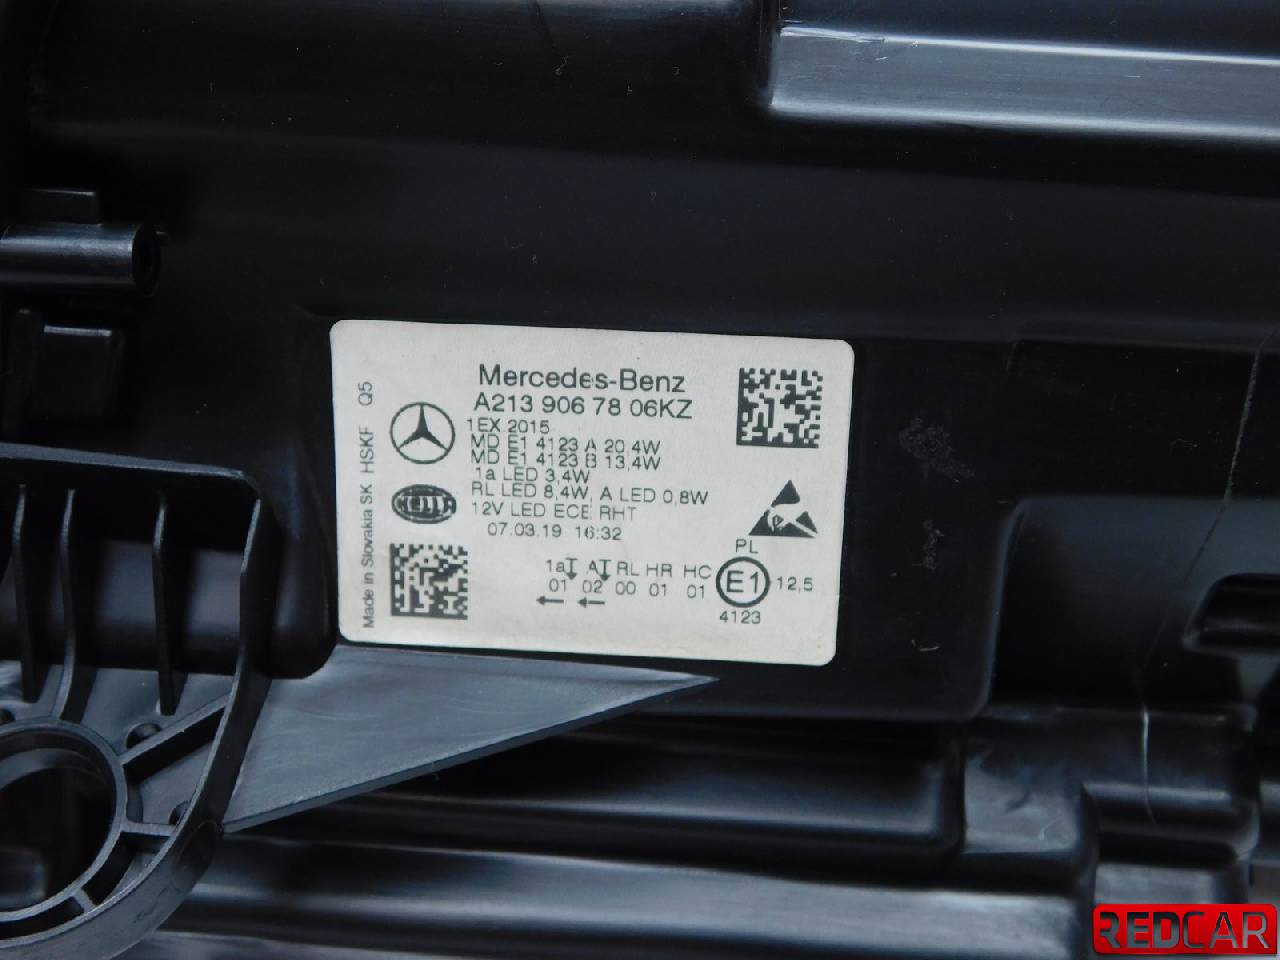 Mercedes-Benz
A213 906 78 06KZ
1EX 2015
MD E1 4123 A 20,4W
MD E1 4123 B 13,4W
1a LED 3,4W
RL LED 8,4W, A LED 0,8W
12V LED ECE RHT
07.03.19 16:32
HELLA
Made in Slovakia SK HSKF Q5
1a A RL HR HC
01 02 00 01 01
PL
E1 12,5
4123
REDCAR